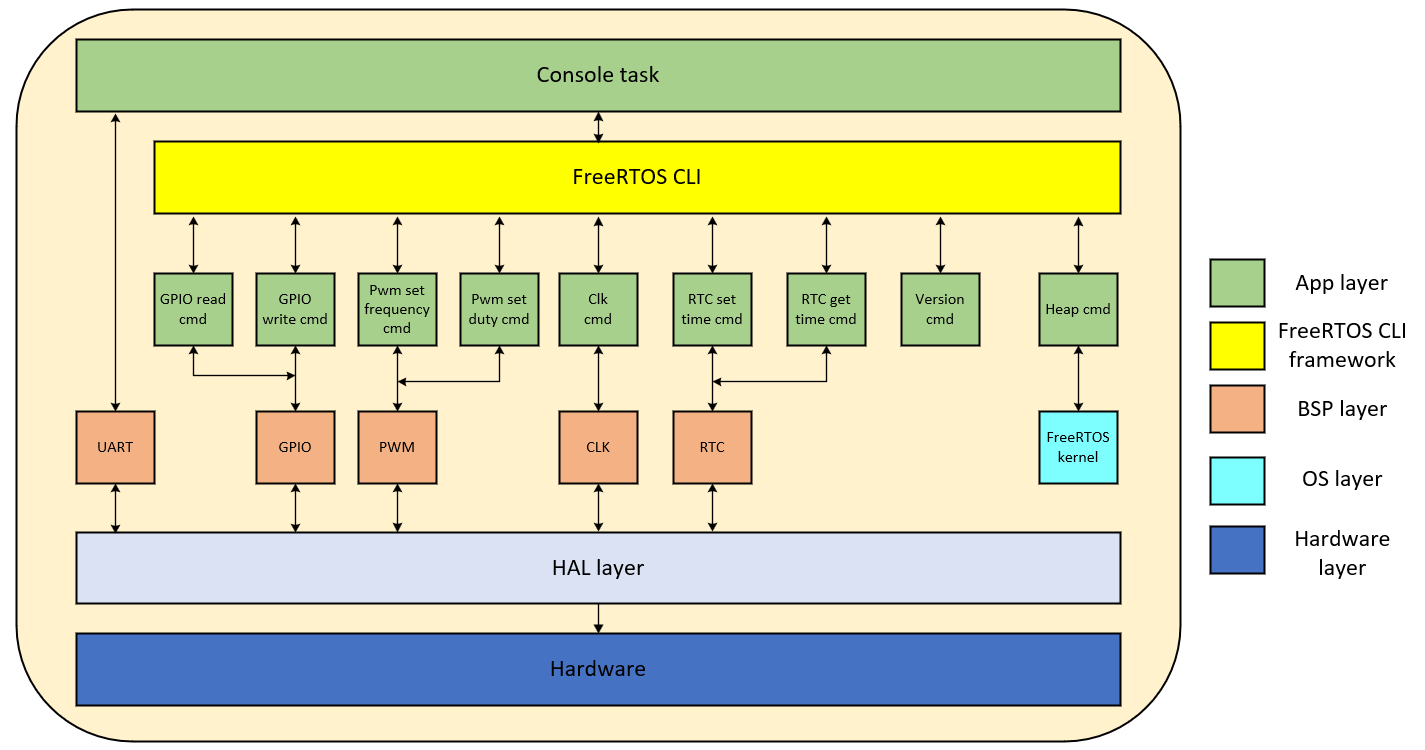 Console task
FreeRTOS CLI
GPIO read
cmd
GPIO
write cmd
Pwm set
frequency
cmd
Pwm set
duty cmd
Clk
cmd
RTC set
time cmd
RTC get
time cmd
Version
cmd
Heap cmd
UART
GPIO
PWM
CLK
RTC
FreeRTOS
kernel
HAL layer
Hardware
App layer
FreeRTOS CLI
framework
BSP layer
OS layer
Hardware
layer